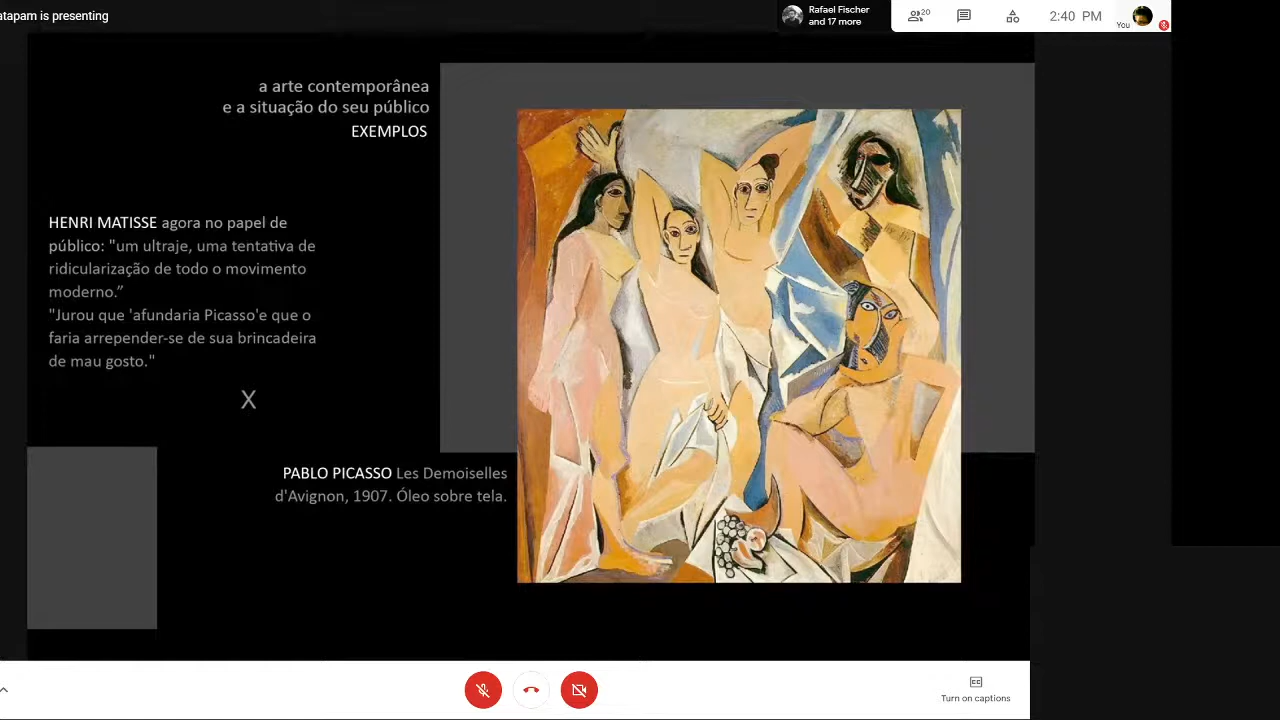 atapam is presenting
Rafael Fischer
and 17 more
20
2:40 PM
You
a arte contemporânea
e a situação do seu público
EXEMPLOS
HENRI MATISSE agora no papel de
público: "um ultraje, uma tentativa de
ridicularização de todo o movimento
moderno.”
"Jurou que 'afundaria Picasso'e que o
faria arrepender-se de sua brincadeira
de mau gosto."
X
PABLO PICASSO Les Demoiselles
d'Avignon, 1907. Óleo sobre tela.
CC
Turn on captions